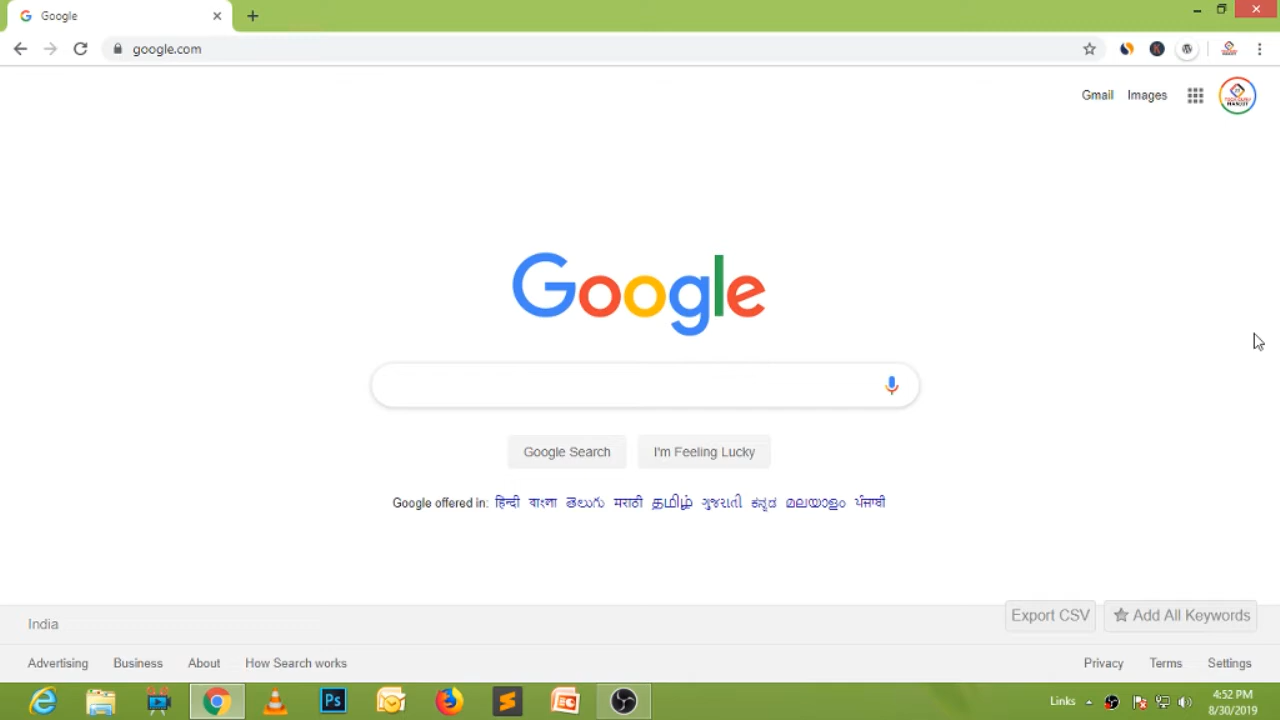 Google
google.com
Gmail Images
Google
Google Search I'm Feeling Lucky
Google offered in: हिन्दी বাংলা తెలుగు मराठी தமிழ் ગુજરાતી ಕನ್ನಡ മലയാളം ਪੰਜਾਬੀ
Export CSV Add All Keywords
India
Advertising Business About How Search works Privacy Terms Settings
Ps
Links
4:52 PM
8/30/2019